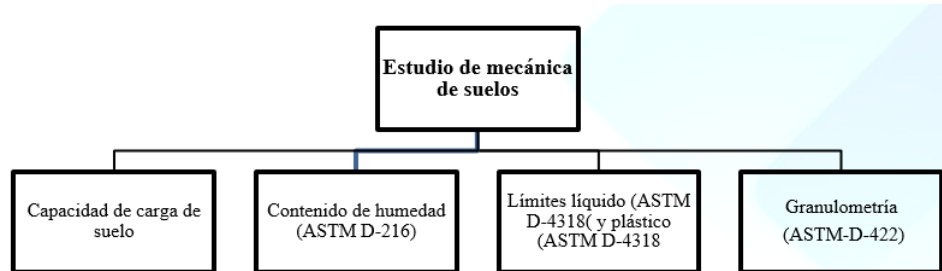 Estudio de mecánica
de suelos
Capacidad de carga de
suelo
Contenido de humedad
(ASTM D-216)
Límites líquido (ASTM
D-4318( y plástico
(ASTM D-4318
Granulometría
(ASTM-D-422)